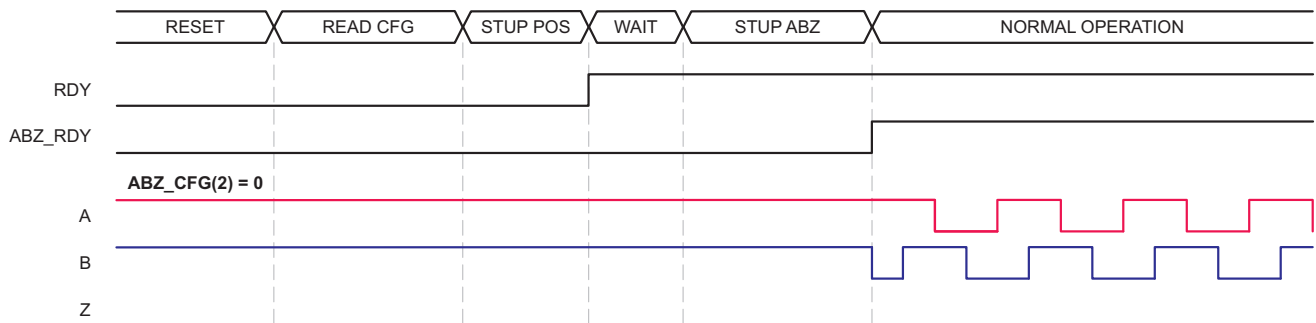 RESET READ CFG STUP POS WAIT STUP ABZ NORMAL OPERATION
RDY
ABZ_RDY
ABZ_CFG(2) = 0
A
B
Z